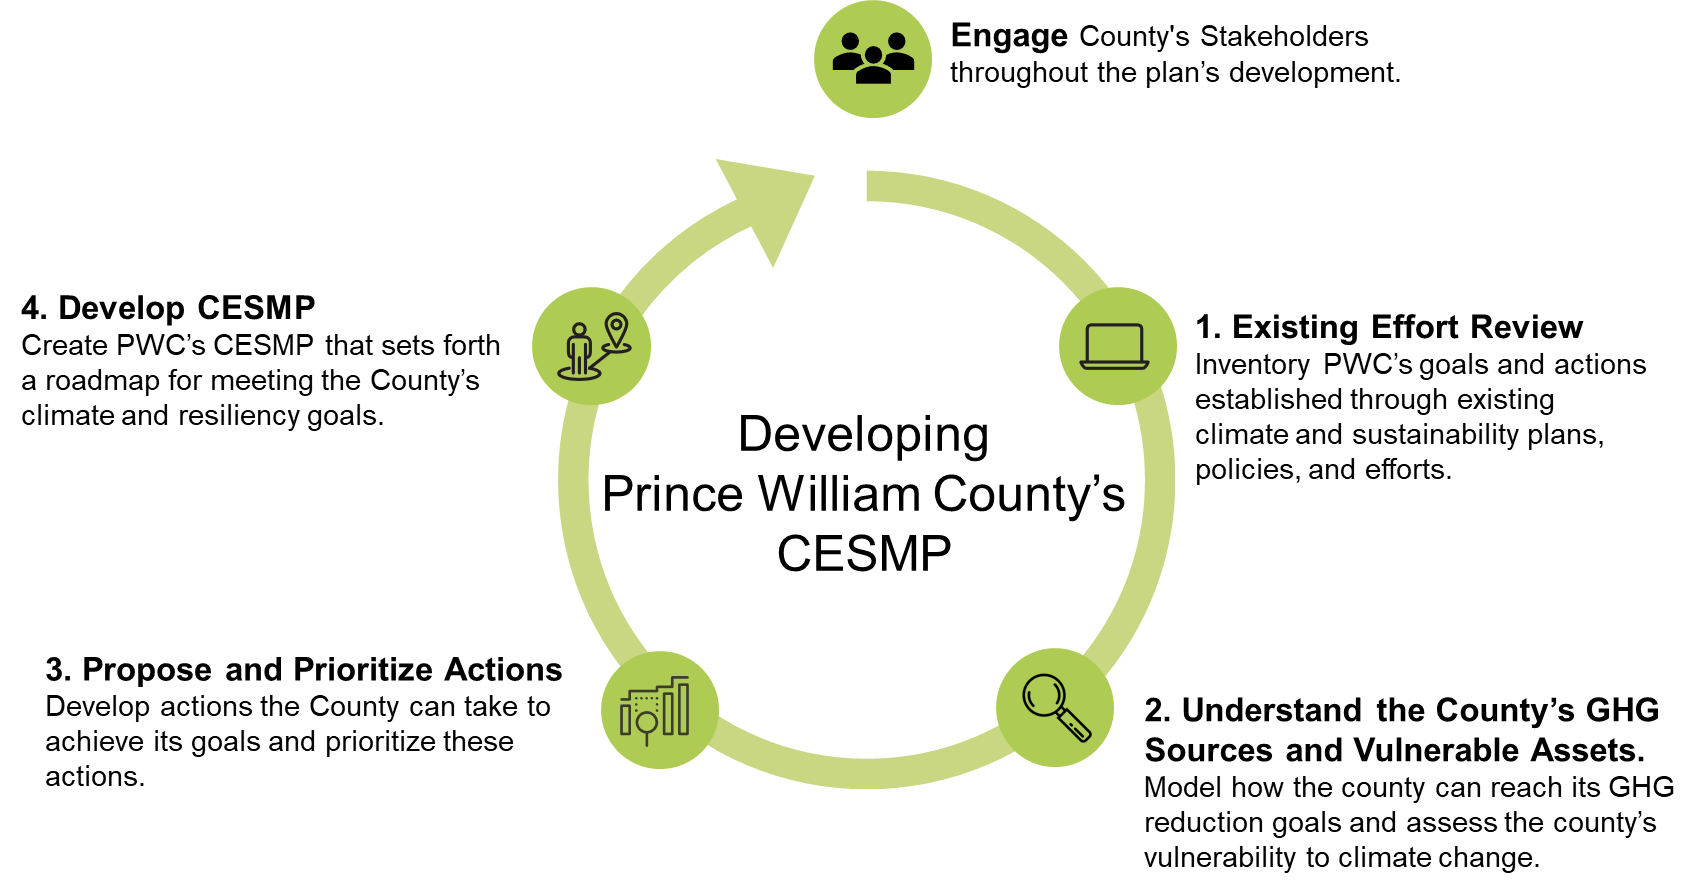 Engage County's Stakeholders
throughout the plan’s development.
1. Existing Effort Review
Inventory PWC’s goals and actions
established through existing
climate and sustainability plans,
policies, and efforts.
2. Understand the County’s GHG
Sources and Vulnerable Assets.
Model how the county can reach its GHG
reduction goals and assess the county’s
vulnerability to climate change.
3. Propose and Prioritize Actions
Develop actions the County can take to
achieve its goals and prioritize these
actions.
4. Develop CESMP
Create PWC’s CESMP that sets forth
a roadmap for meeting the County’s
climate and resiliency goals.
Developing
Prince William County’s
CESMP